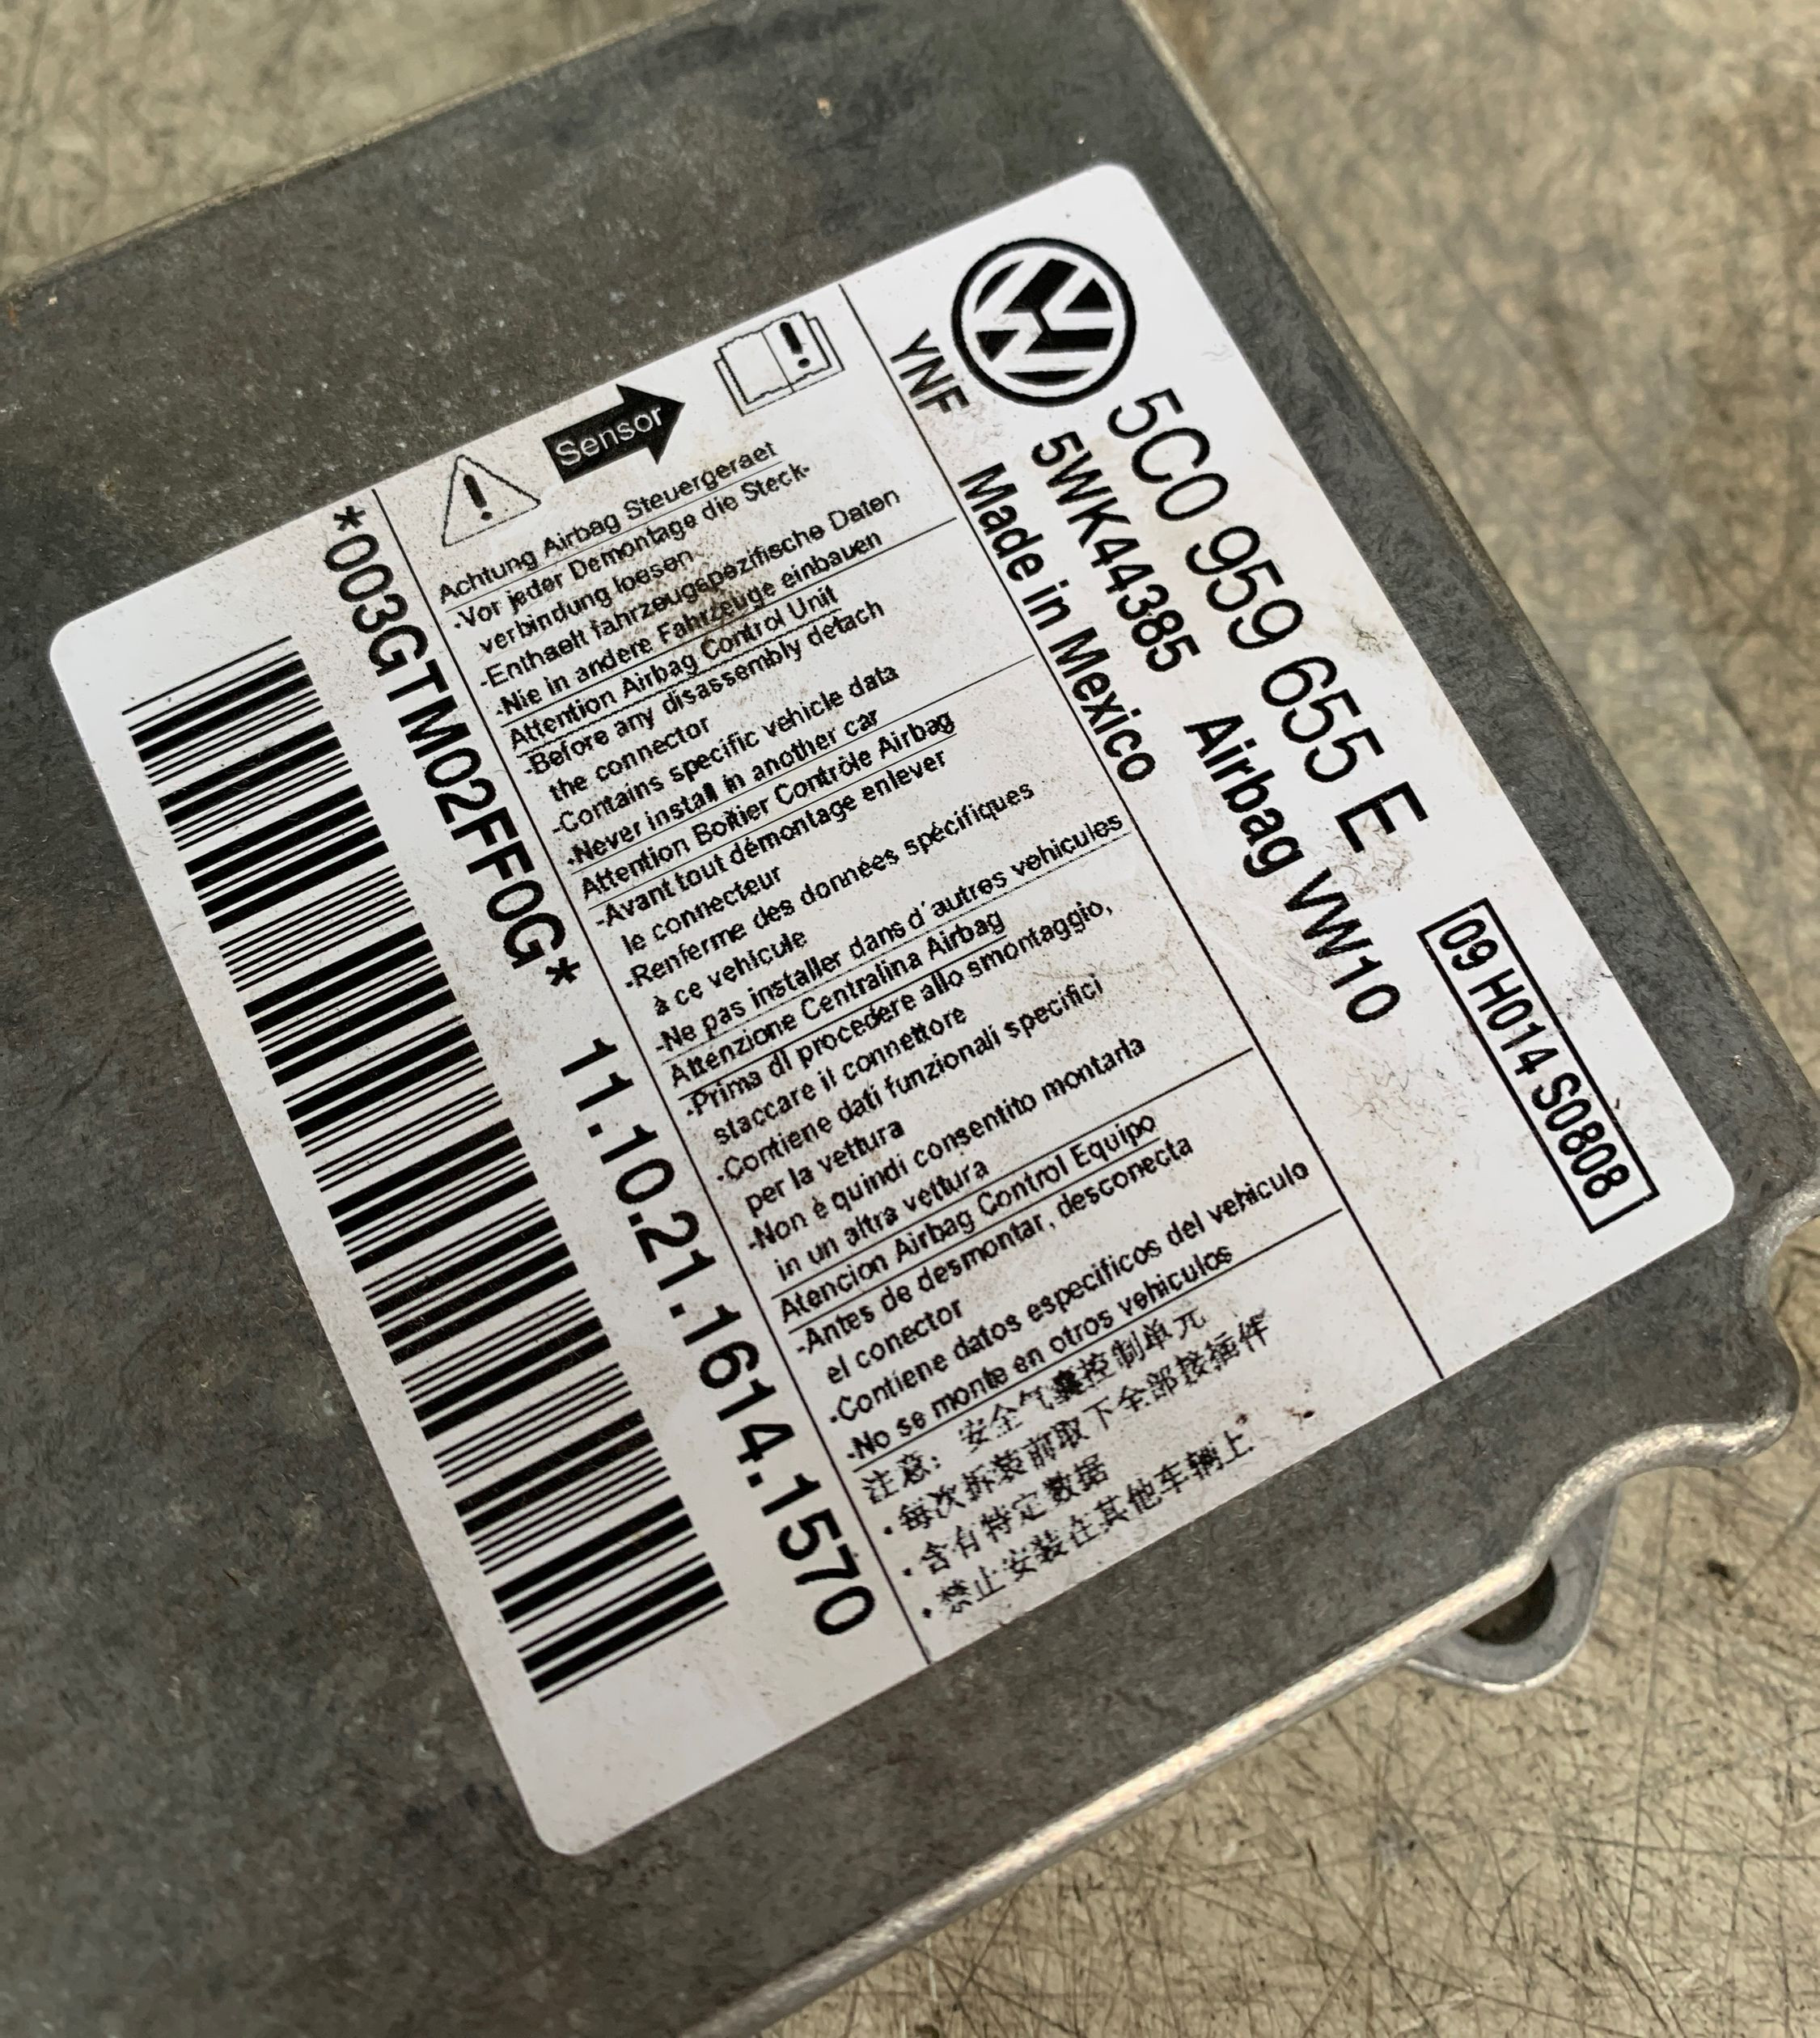 5C0 959 655 E
5WK44385 Airbag VW10
Made in Mexico
YNF
09 H014 S0808
Sensor
Achtung Airbag Steuergeraet
-Vor jeder Demontage die Steck-
verbindung loesen
-Enthaelt fahrzeugspezifische Daten
-Nie in andere Fahrzeuge einbauen
Attention Airbag Control Unit
-Before any disassembly detach
the connector
-Contains specific vehicle data
-Never install in another car
Attention Boîtier Contrôle Airbag
-Avant tout démontage enlever
le connecteur
-Renferme des données spécifiques
à ce vehicule
-Ne pas installer dans d'autres vehicules
Attenzione Centralina Airbag
-Prima di procedere allo smontaggio,
staccare il connettore
-Contiene dati funzionali specifici
per la vettura
-Non è quindi consentito montarla
in un altra vettura
Atencion Airbag Control Equipo
-Antes de desmontar, desconecta
el conector
-Contiene datos especificos del vehiculo
-No se monte en otros vehiculos
注意: 安全气囊控制单元
·每次拆装前取下全部接插件
·含有特定数据
·禁止安装在其他车辆上
*003GTM02FF0G* 11.10.21.1614.1570